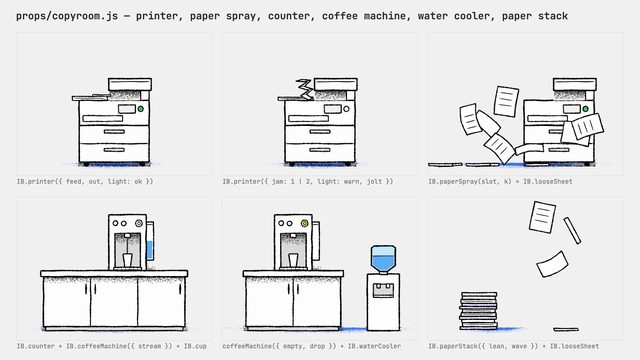 props/copyroom.js — printer, paper spray, counter, coffee machine, water cooler, paper stack
IB.printer({ feed, out, light: ok })
IB.printer({ jam: 1 | 2, light: warn, jolt })
IB.paperSpray(slot, k) + IB.looseSheet
IB.counter + IB.coffeeMachine({ stream }) + IB.cup
coffeeMachine({ empty, drop }) + IB.waterCooler
IB.paperStack({ lean, wave }) + IB.looseSheet